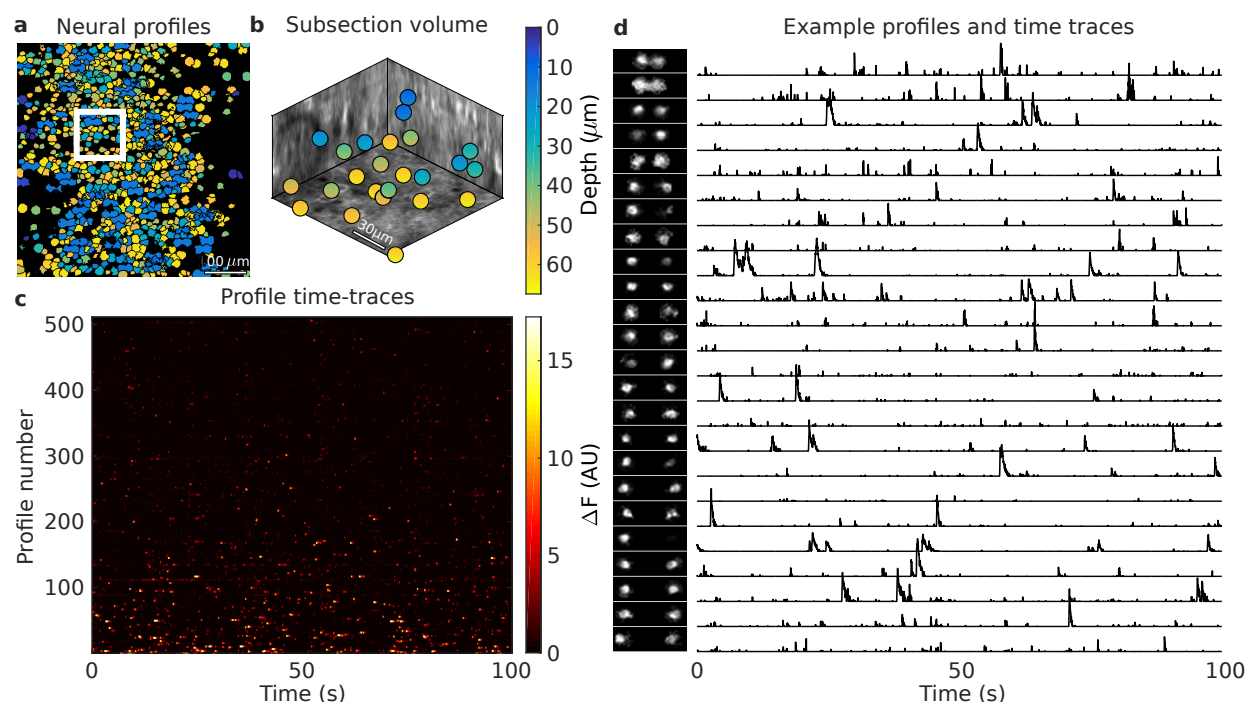 a Neural profiles
00 μm
b Subsection volume
30μm
0
10
20
30
40
50
60
Depth (μm)
c Profile time-traces
500
400
300
200
100
Profile number
0 50 100
Time (s)
15
10
5
0
ΔF (AU)
d Example profiles and time traces
0 50 100
Time (s)